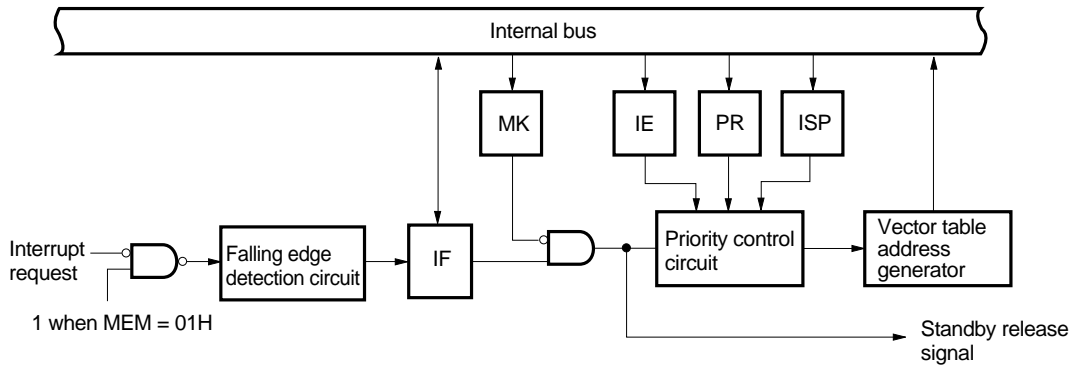 Internal bus
MK
IE
PR
ISP
Interrupt
request
Falling edge
detection circuit
IF
Priority control
circuit
Vector table
address
generator
1 when MEM = 01H
Standby release
signal